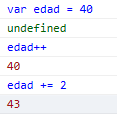 var edad = 40
undefined
edad++
40
edad += 2
43